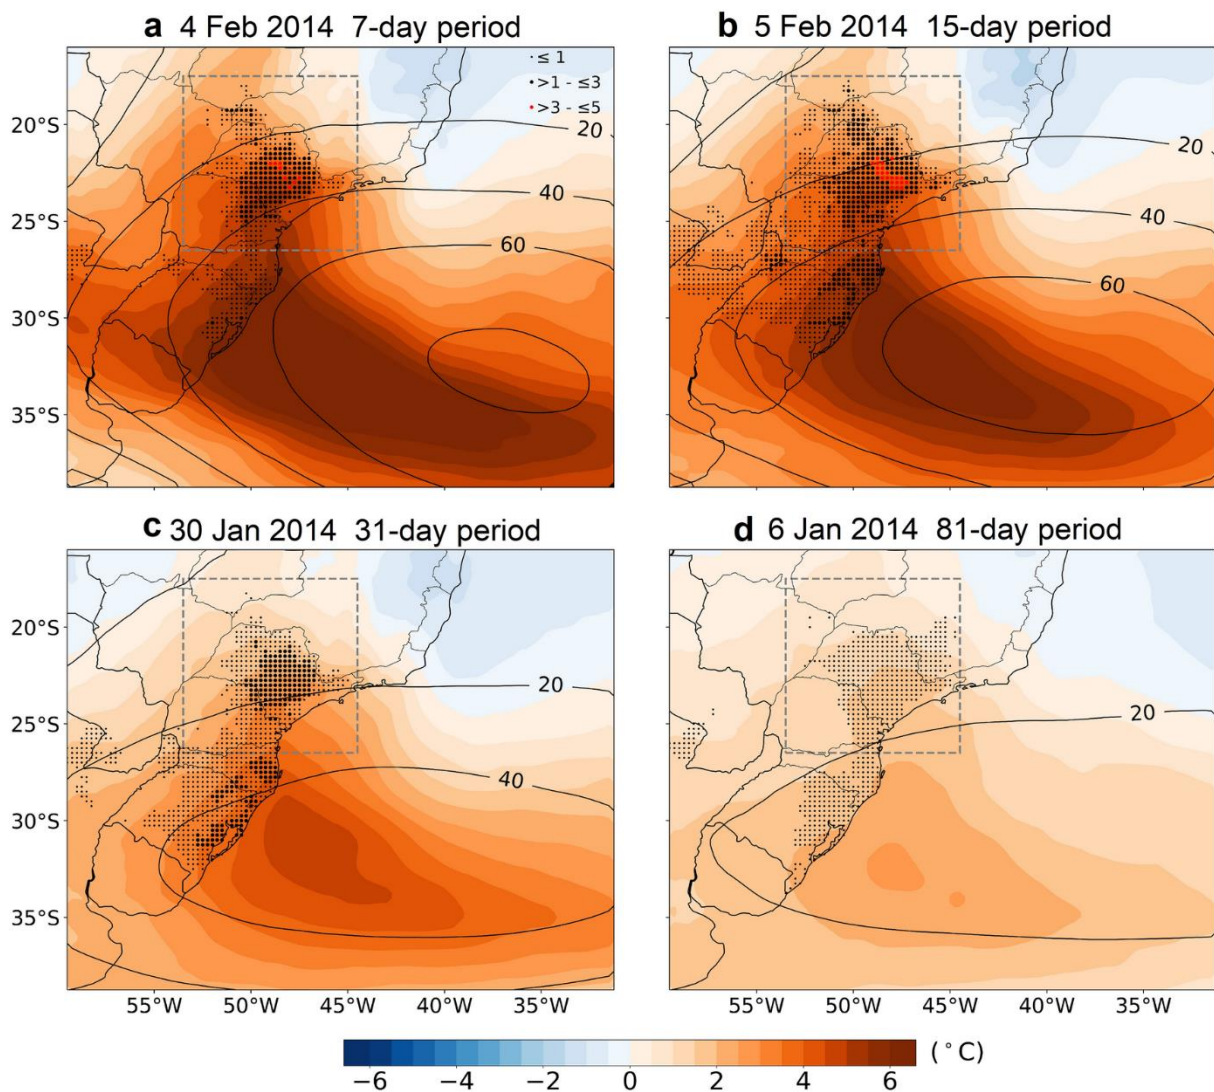 a 4 Feb 2014 7-day period
b 5 Feb 2014 15-day period
≤ 1
>1 - ≤3
>3 - ≤5
20°S
25°S
30°S
35°S
20
40
60
20
40
60
c 30 Jan 2014 31-day period
d 6 Jan 2014 81-day period
20°S
25°S
30°S
35°S
20
40
20
55°W 50°W 45°W 40°W 35°W
55°W 50°W 45°W 40°W 35°W
−6 −4 −2 0 2 4 6
(°C)